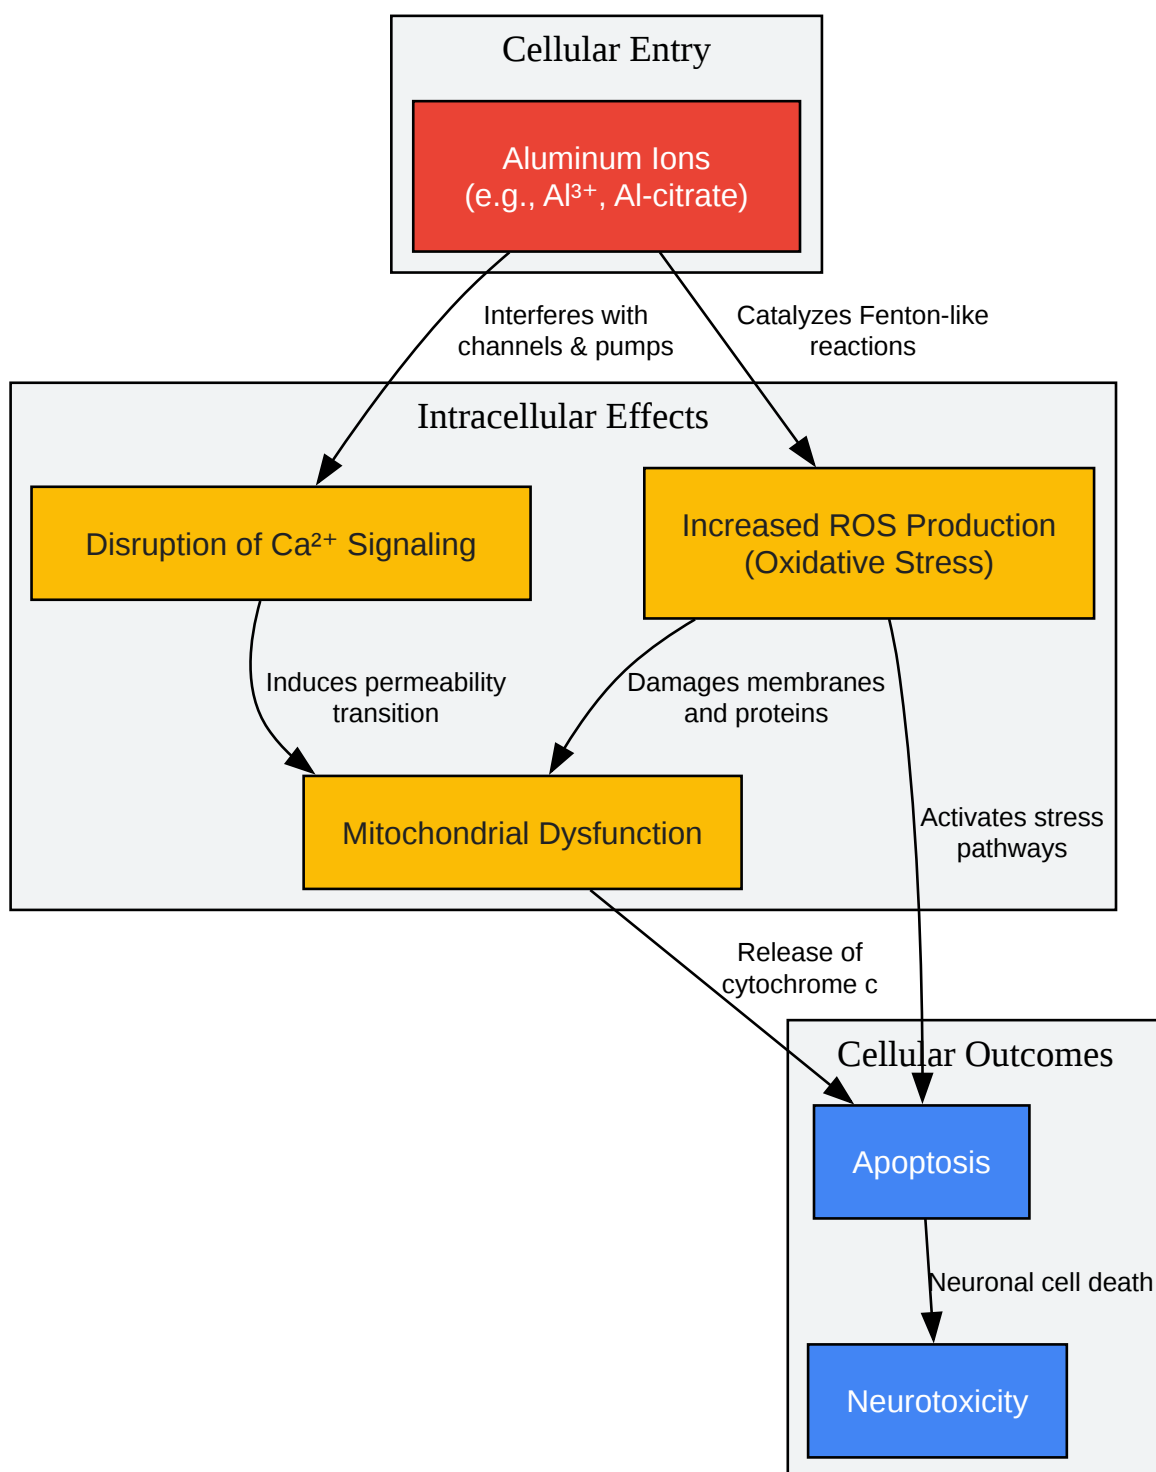 Cellular Entry
Aluminum Ions
(e.g., Al³⁺, Al-citrate)
Interferes with
channels & pumps
Catalyzes Fenton-like
reactions
Intracellular Effects
Disruption of Ca²⁺ Signaling
Increased ROS Production
(Oxidative Stress)
Induces permeability
transition
Damages membranes
and proteins
Mitochondrial Dysfunction
Activates stress
pathways
Release of
cytochrome c
Cellular Outcomes
Apoptosis
Neuronal cell death
Neurotoxicity